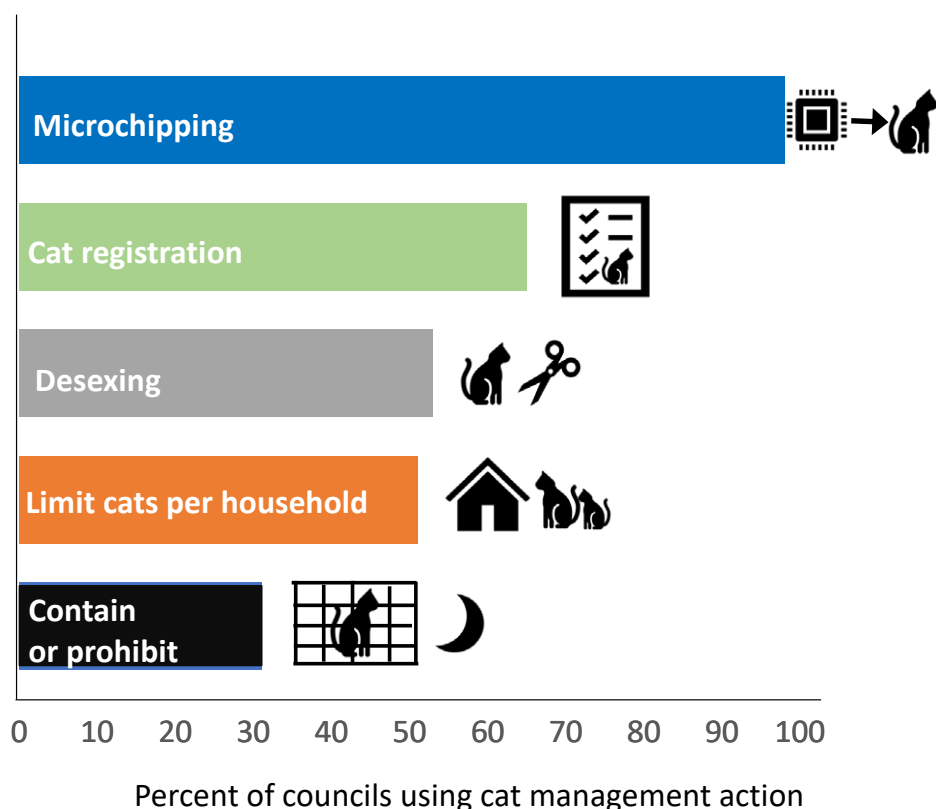 Microchipping
Cat registration
Desexing
Limit cats per household
Contain
or prohibit
0 10 20 30 40 50 60 70 80 90 100
Percent of councils using cat management action